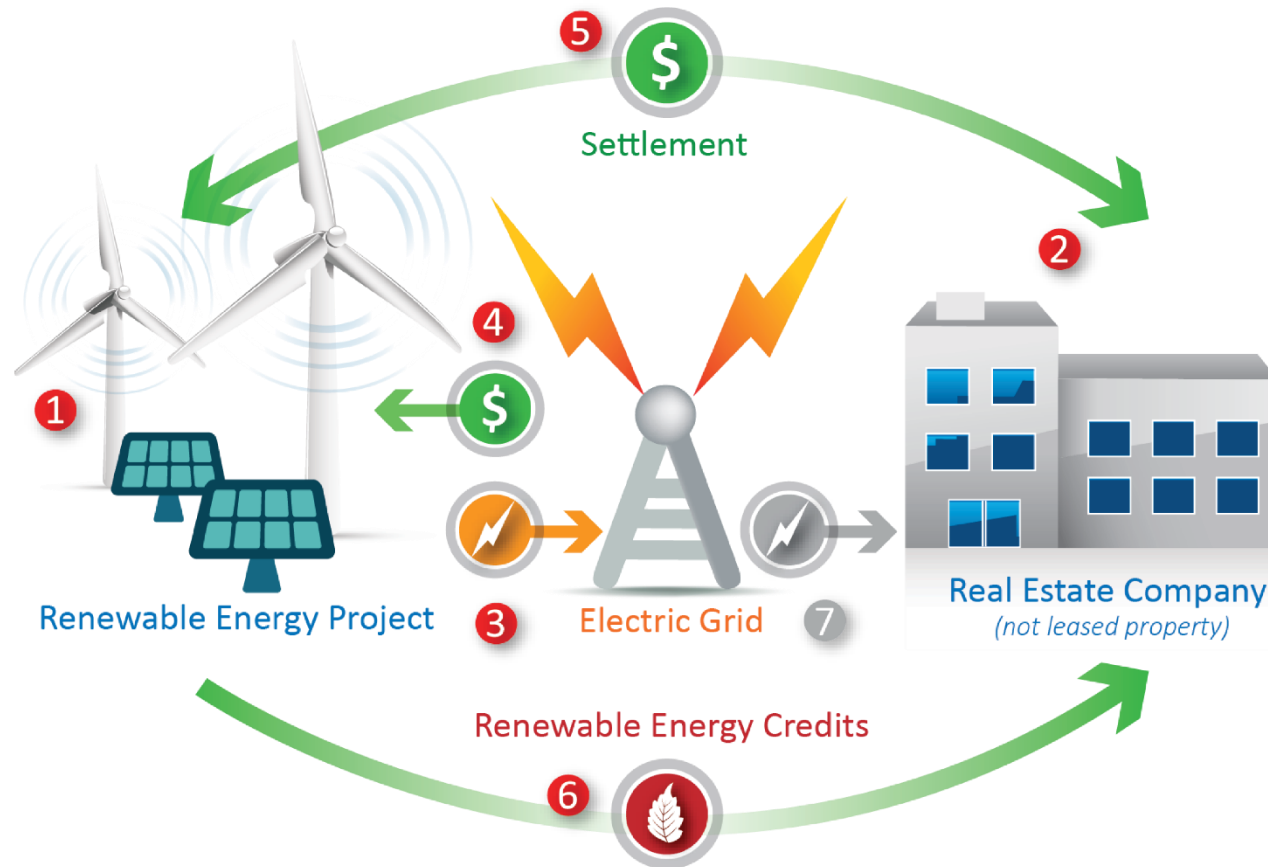 5
$
Settlement
2
4
$
1
Renewable Energy Project
3
Electric Grid
7
Real Estate Company
(not leased property)
Renewable Energy Credits
6